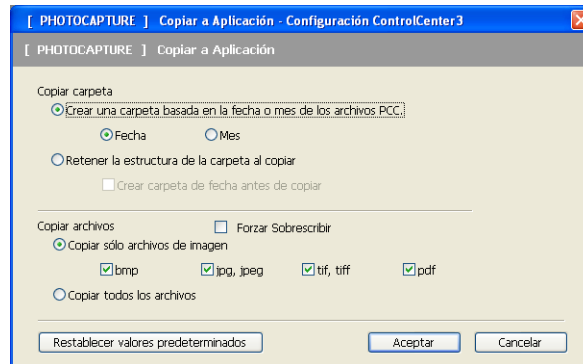 [ PHOTOCAPTURE ] Copiar a Aplicación - Configuración ControlCenter3
[ PHOTOCAPTURE ] Copiar a Aplicación
Copiar carpeta
Crear una carpeta basada en la fecha o mes de los archivos PCC.
Fecha Mes
Retener la estructura de la carpeta al copiar
Crear carpeta de fecha antes de copiar
Copiar archivos Forzar Sobrescribir
Copiar sólo archivos de imagen
bmp jpg, jpeg tif, tiff pdf
Copiar todos los archivos
Restablecer valores predeterminados Aceptar Cancelar